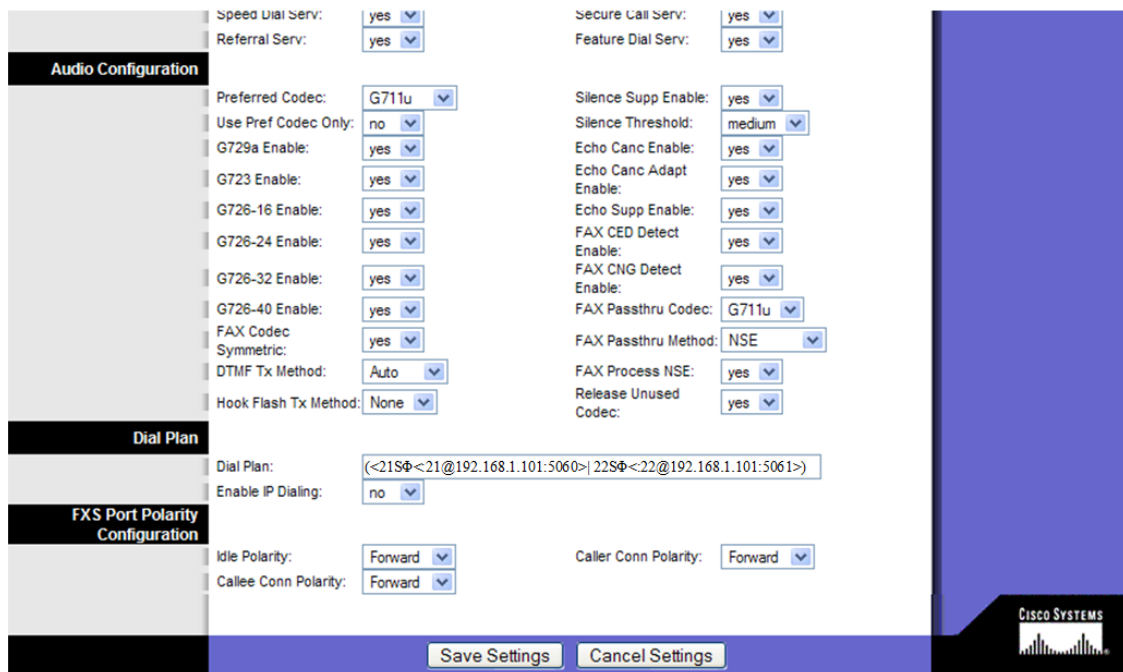 Speed Dial Serv: yes Secure Call Serv: yes
Referral Serv: yes Feature Dial Serv: yes
Audio Configuration
Preferred Codec: G711u Silence Supp Enable: yes
Use Pref Codec Only: no Silence Threshold: medium
G729a Enable: yes Echo Canc Enable: yes
G723 Enable: yes Echo Canc Adapt Enable: yes
G726-16 Enable: yes Echo Supp Enable: yes
G726-24 Enable: yes FAX CED Detect Enable: yes
G726-32 Enable: yes FAX CNG Detect Enable: yes
G726-40 Enable: yes FAX Passthru Codec: G711u
FAX Codec Symmetric: yes FAX Passthru Method: NSE
DTMF Tx Method: Auto FAX Process NSE: yes
Hook Flash Tx Method: None Release Unused Codec: yes
Dial Plan
Dial Plan: (<21SΦ<21@192.168.1.101:5060>| 22SΦ<:22@192.168.1.101:5061>)
Enable IP Dialing: no
FXS Port Polarity Configuration
Idle Polarity: Forward Caller Conn Polarity: Forward
Callee Conn Polarity: Forward
Save Settings Cancel Settings
CISCO SYSTEMS